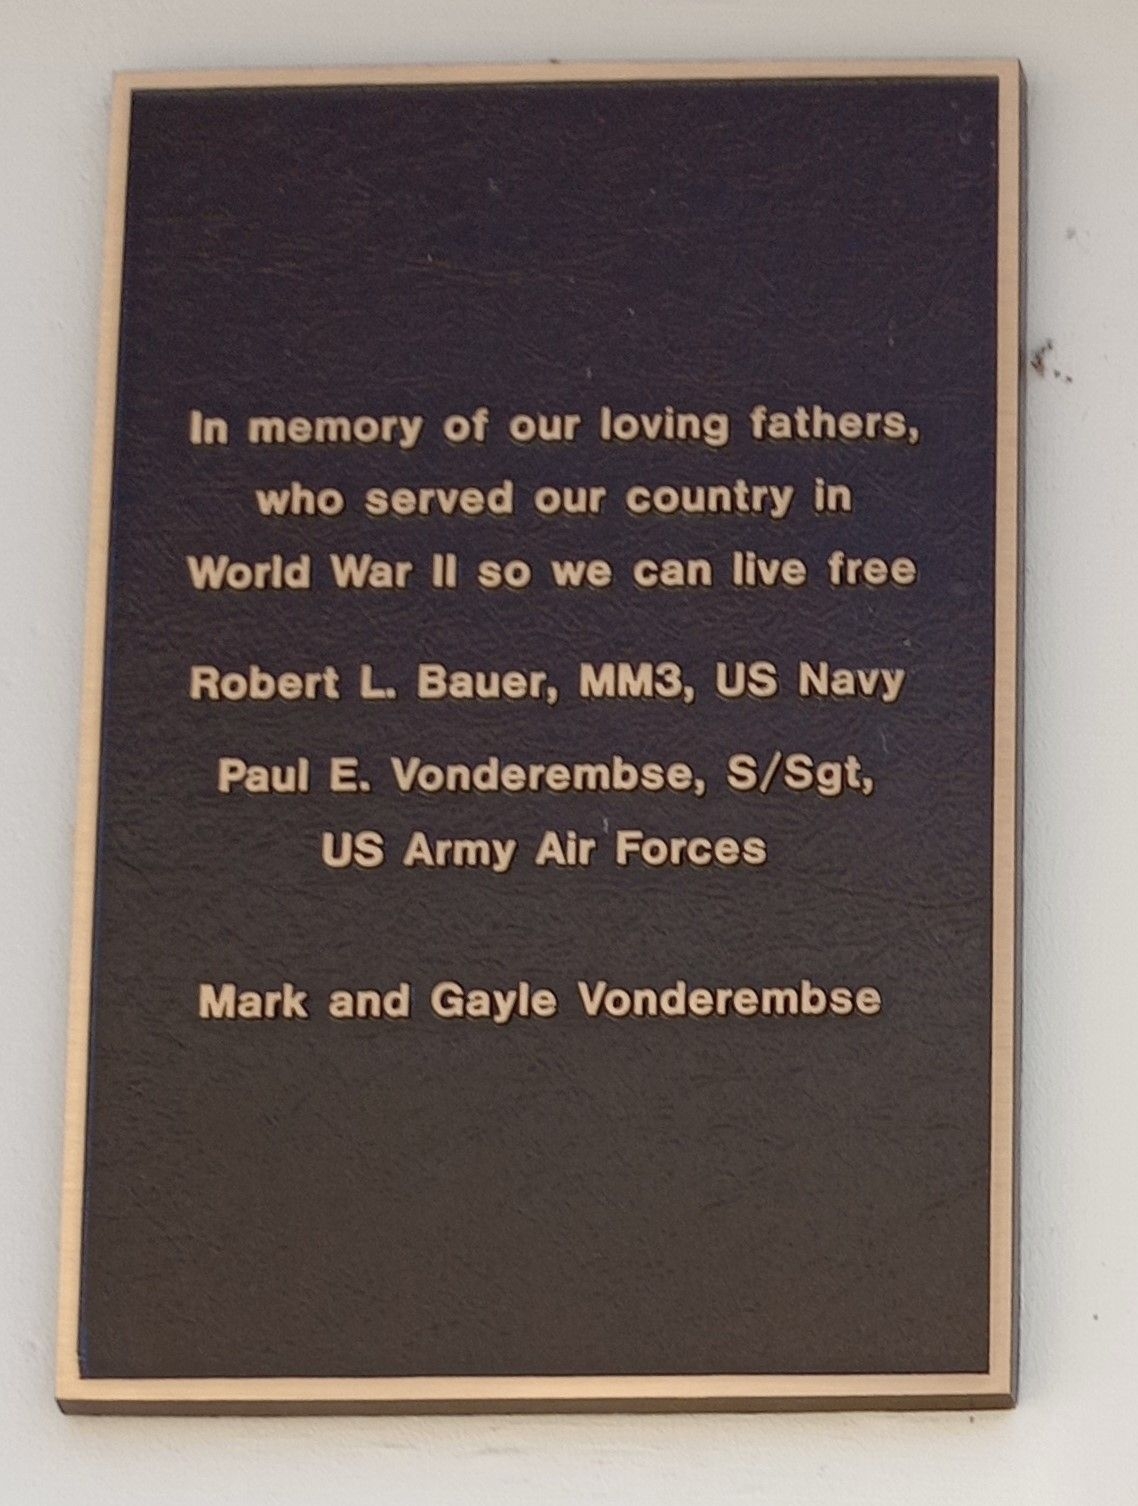 In memory of our loving fathers,
who served our country in
World War II so we can live free
Robert L. Bauer, MM3, US Navy
Paul E. Vonderembse, S/Sgt,
US Army Air Forces
Mark and Gayle Vonderembse